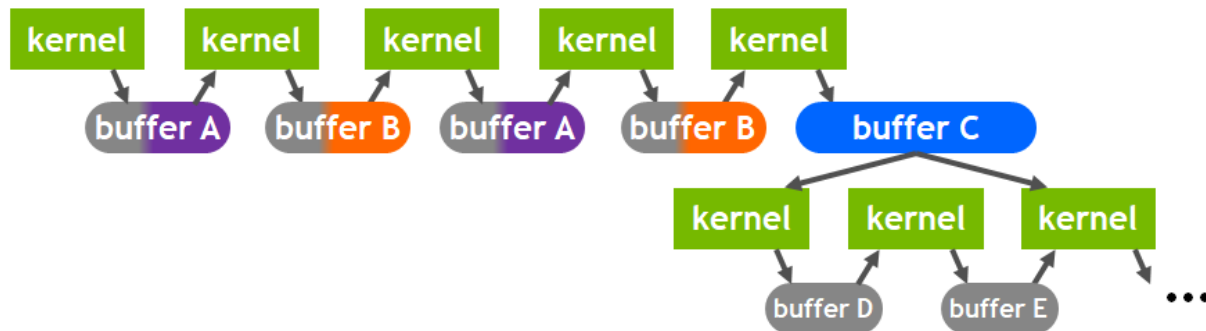 kernel kernel kernel kernel kernel
buffer A buffer B buffer A buffer B buffer C
kernel kernel kernel
buffer D buffer E ...